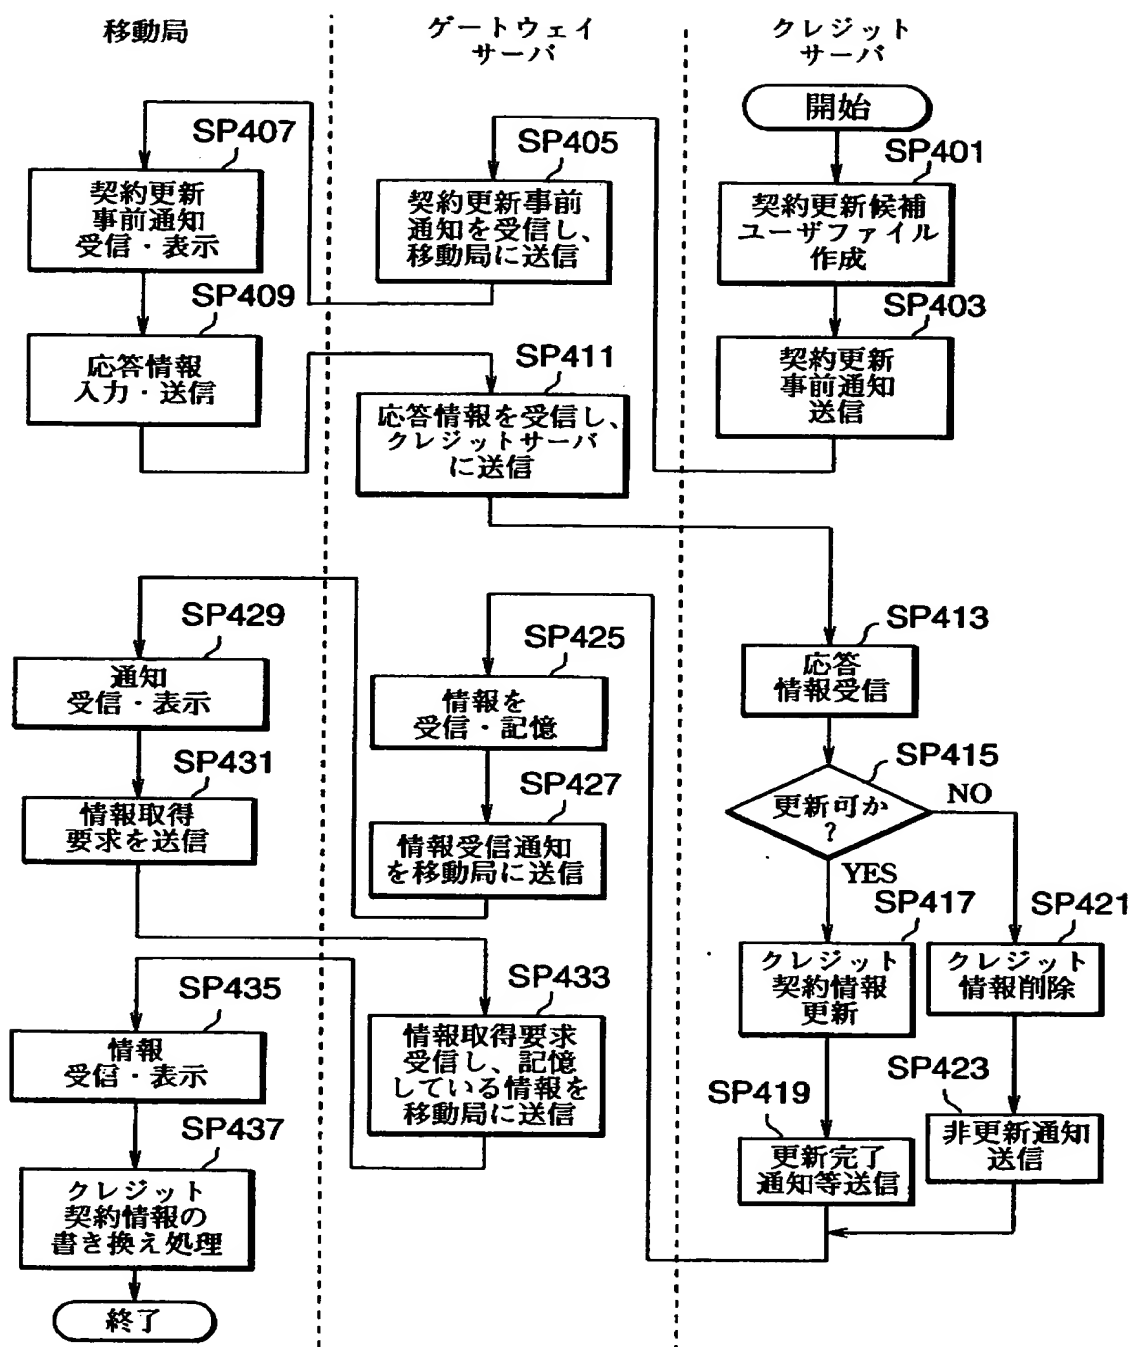 移動局
ゲートウェイ
サーバ
クレジット
サーバ
開始
SP401
契約更新候補
ユーザファイル
作成
SP403
契約更新
事前通知
送信
SP405
契約更新事前
通知を受信し、
移動局に送信
SP407
契約更新
事前通知
受信・表示
SP409
応答情報
入力・送信
SP411
応答情報を受信し、
クレジットサーバ
に送信
SP413
応答
情報受信
SP415
更新可か
?
NO
YES
SP417
クレジット
契約情報
更新
SP419
更新完了
通知等送信
SP421
クレジット
情報削除
SP423
非更新通知
送信
SP425
情報を
受信・記憶
SP427
情報受信通知
を移動局に送信
SP429
通知
受信・表示
SP431
情報取得
要求を送信
SP433
情報取得要求
受信し、記憶
している情報を
移動局に送信
SP435
情報
受信・表示
SP437
クレジット
契約情報の
書き換え処理
終了